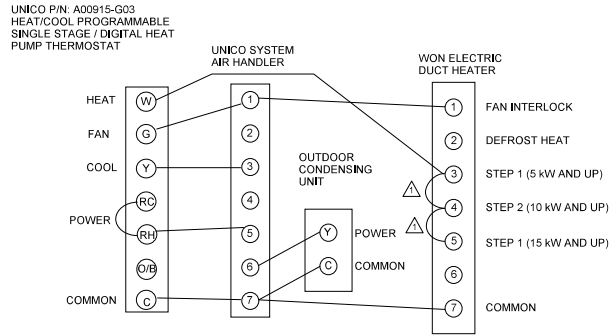 UNICO P/N: A00915-G03
HEAT/COOL PROGRAMMABLE
SINGLE STAGE / DIGITAL HEAT
PUMP THERMOSTAT
UNICO SYSTEM
AIR HANDLER
WON ELECTRIC
DUCT HEATER
HEAT W
FAN G
COOL Y
RC
POWER
RH
O/B
COMMON C
1
2
3
4
5
6
7
OUTDOOR
CONDENSING
UNIT
Y POWER
C COMMON
1 FAN INTERLOCK
2 DEFROST HEAT
3 STEP 1 (5 kW AND UP)
1
4 STEP 2 (10 kW AND UP)
1
5 STEP 1 (15 kW AND UP)
6
7 COMMON